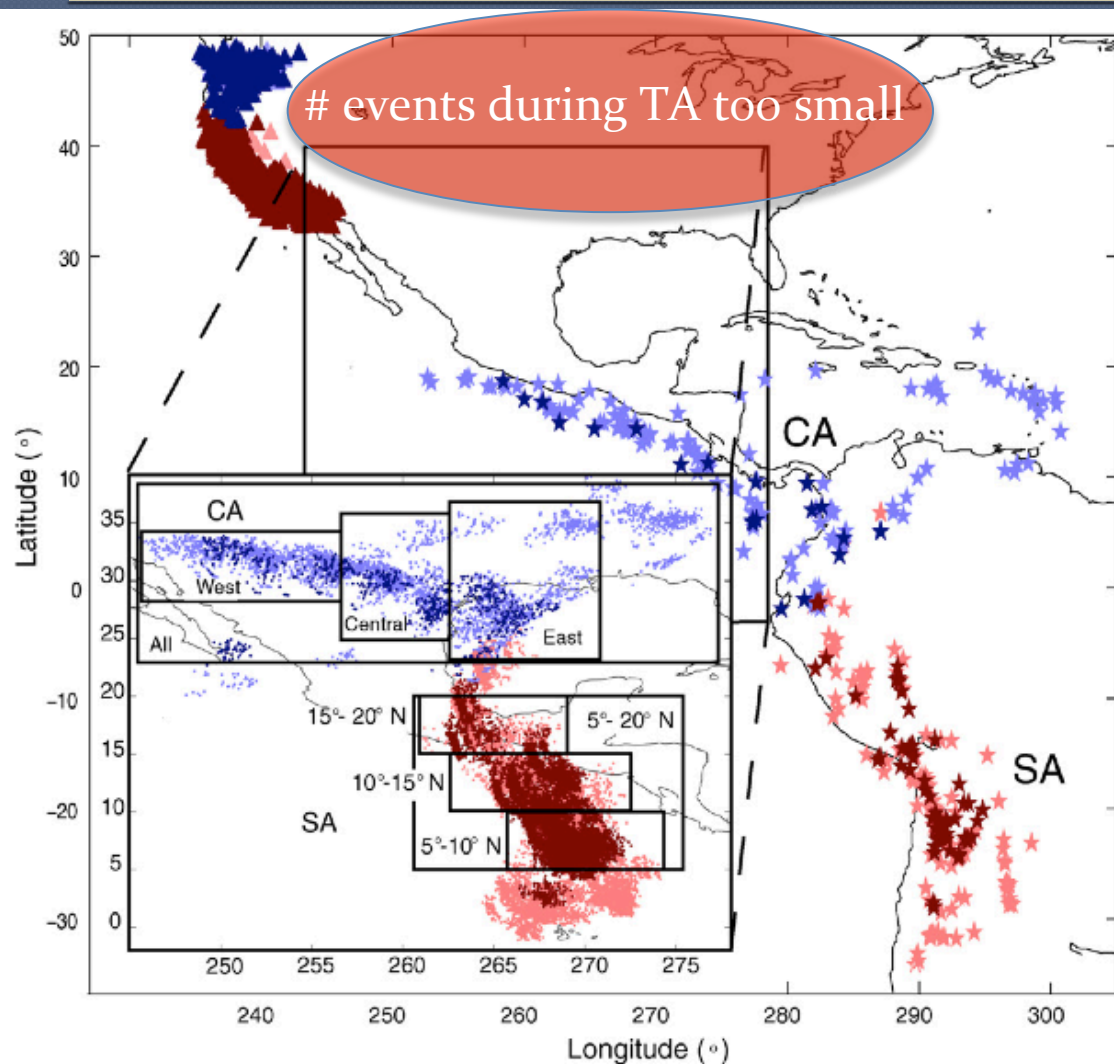 # events during TA too small
50
40
30
20
10
0
−10
−20
−30
Latitude (°)
CA
SA
CA
West
Central
East
All
15°- 20° N
5°- 20° N
10°-15° N
5°-10° N
SA
35
30
25
20
15
10
5
0
250 255 260 265 270 275
240 250 260 270 280 290 300
Longitude (°)